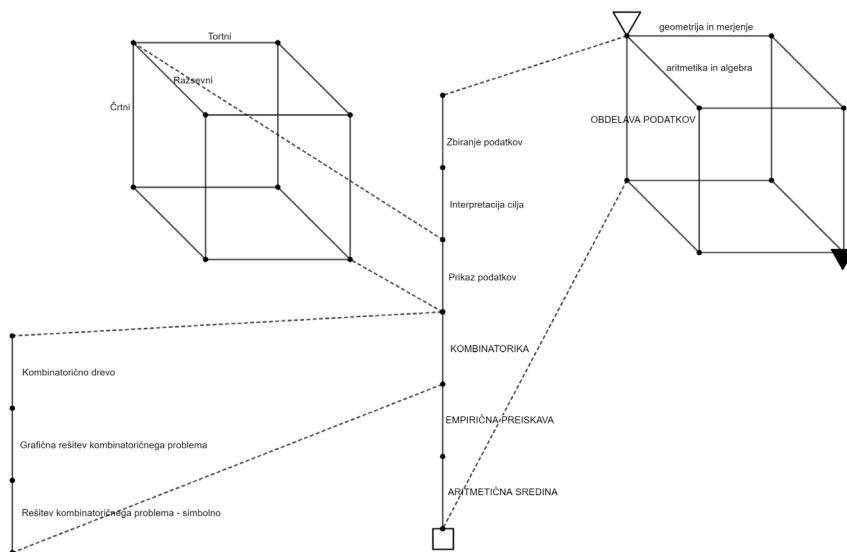 Tortni
Ražsevni
Črtni
geometrija in merjenje
aritmetika in algebra
OBDELAVA PODATKOV
Zbiranje podatkov
Interpretacija cilja
Prikaz podatkov
KOMBINATORIKA
EMPIRIČNA PREISKAVA
ARITMETIČNA SREDINA
Kombinatorično drevo
Grafična rešitev kombinatoričnega problema
Rešitev kombinatoričnega problema - simbolno